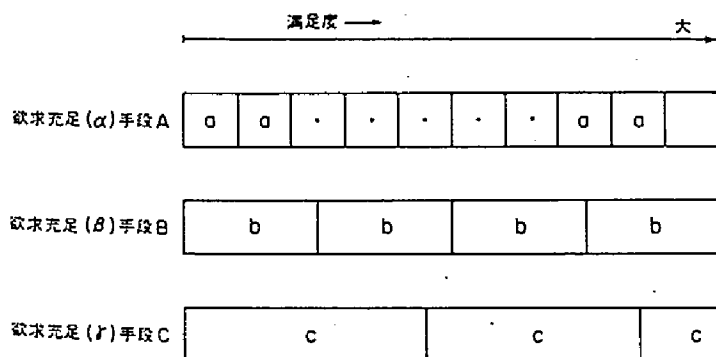 満足度 → 大
欲求充足(α)手段A a a ・ ・ ・ ・ ・ a a
欲求充足(β)手段B b b b b
欲求充足(γ)手段C c c c